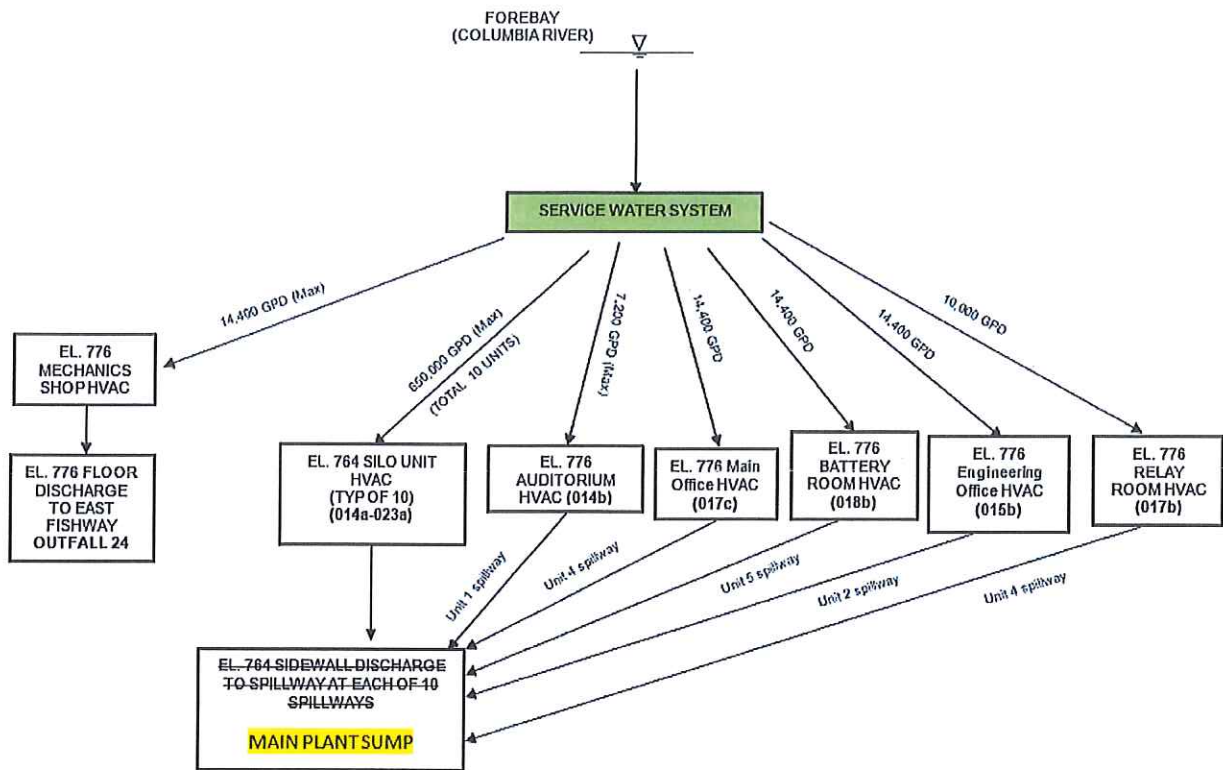 FOREBAY
(COLUMBIA RIVER)
SERVICE WATER SYSTEM
14,400 GPD (Max)
650,000 GPD (Max)
(TOTAL 10 UNITS)
7,200 GPD (Max)
14,400 GPD
14,400 GPD
14,400 GPD
10,000 GPD
EL. 776
MECHANICS
SHOP HVAC
EL. 776 FLOOR
DISCHARGE
TO EAST
FISHWAY
OUTFALL 24
EL. 764 SILO UNIT
HVAC
(TYP OF 10)
(014a-023a)
EL. 776
AUDITORIUM
HVAC (014b)
EL. 776 Main
Office HVAC
(017c)
EL. 776
BATTERY
ROOM HVAC
(018b)
EL. 776
Engineering
Office HVAC
(015b)
EL. 776
RELAY
ROOM HVAC
(017b)
Unit 1 spillway
Unit 4 spillway
Unit 5 spillway
Unit 2 spillway
Unit 4 spillway
EL. 764 SIDEWALL DISCHARGE
TO SPILLWAY AT EACH OF 10
SPILLWAYS
MAIN PLANT SUMP